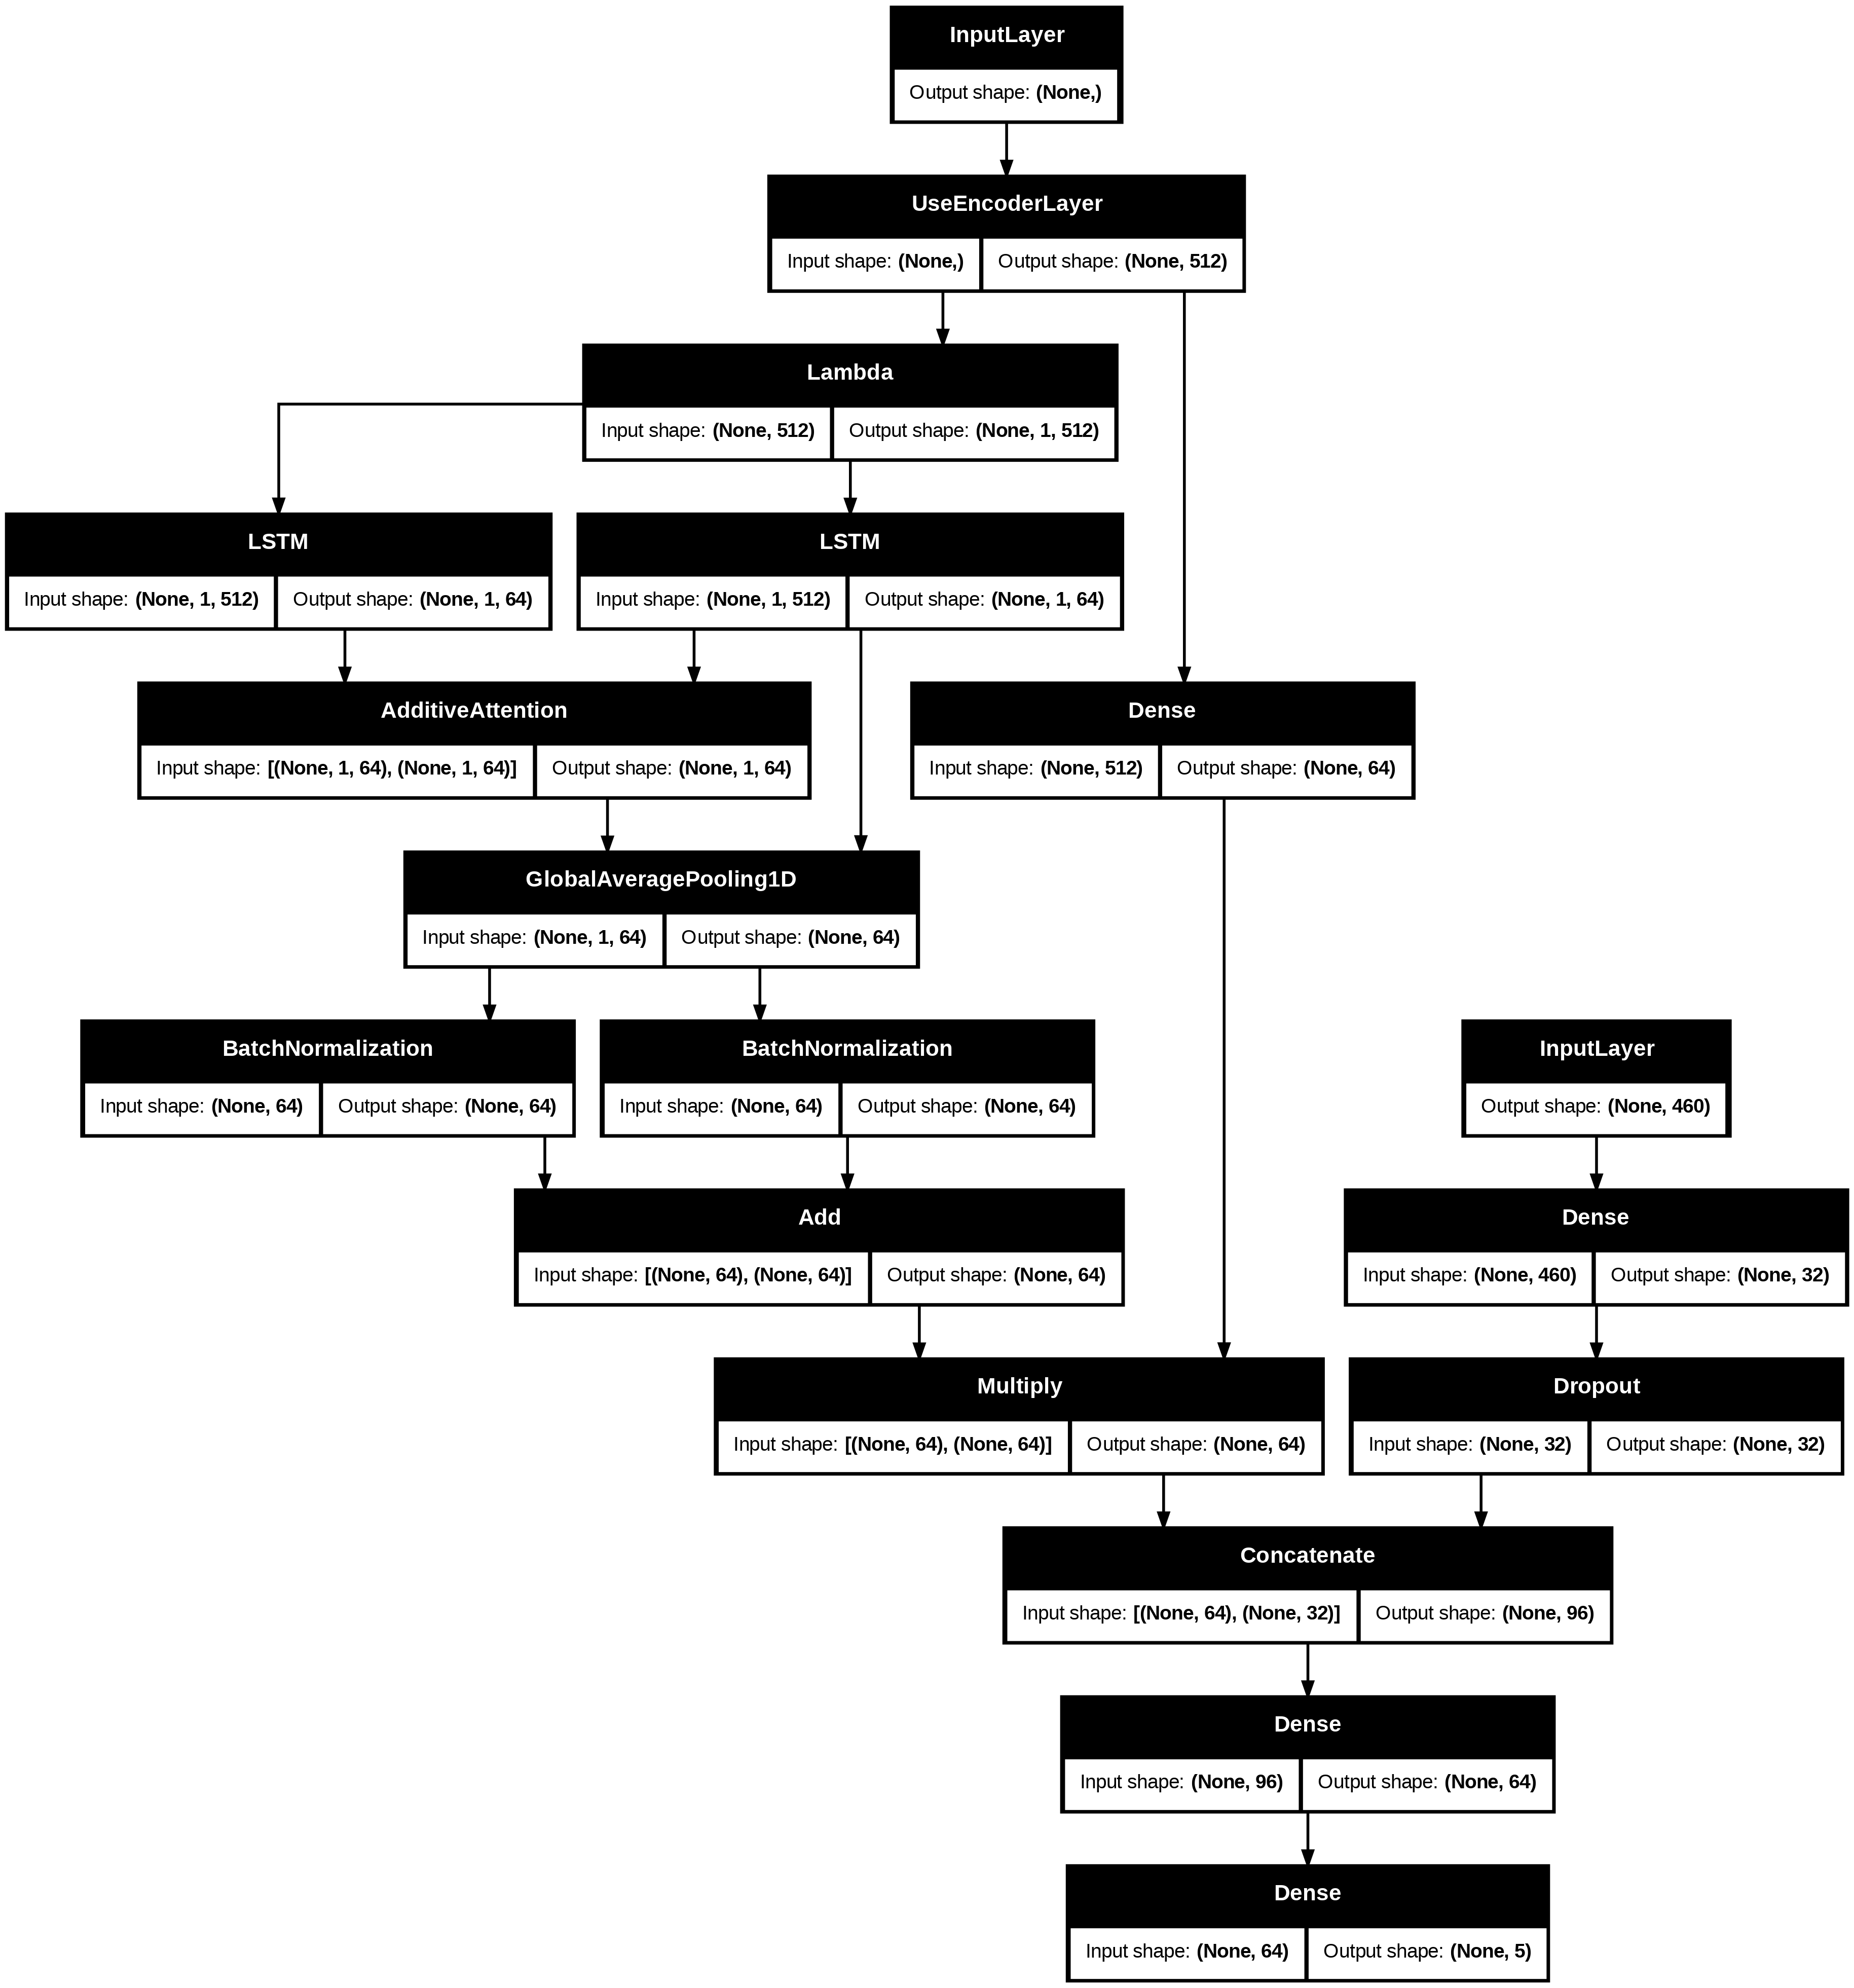 InputLayer
Output shape: (None,)
UseEncoderLayer
Input shape: (None,) Output shape: (None, 512)
Lambda
Input shape: (None, 512) Output shape: (None, 1, 512)
LSTM
Input shape: (None, 1, 512) Output shape: (None, 1, 64)
LSTM
Input shape: (None, 1, 512) Output shape: (None, 1, 64)
AdditiveAttention
Input shape: [(None, 1, 64), (None, 1, 64)] Output shape: (None, 1, 64)
Dense
Input shape: (None, 512) Output shape: (None, 64)
GlobalAveragePooling1D
Input shape: (None, 1, 64) Output shape: (None, 64)
BatchNormalization
Input shape: (None, 64) Output shape: (None, 64)
BatchNormalization
Input shape: (None, 64) Output shape: (None, 64)
InputLayer
Output shape: (None, 460)
Add
Input shape: [(None, 64), (None, 64)] Output shape: (None, 64)
Dense
Input shape: (None, 460) Output shape: (None, 32)
Multiply
Input shape: [(None, 64), (None, 64)] Output shape: (None, 64)
Dropout
Input shape: (None, 32) Output shape: (None, 32)
Concatenate
Input shape: [(None, 64), (None, 32)] Output shape: (None, 96)
Dense
Input shape: (None, 96) Output shape: (None, 64)
Dense
Input shape: (None, 64) Output shape: (None, 5)